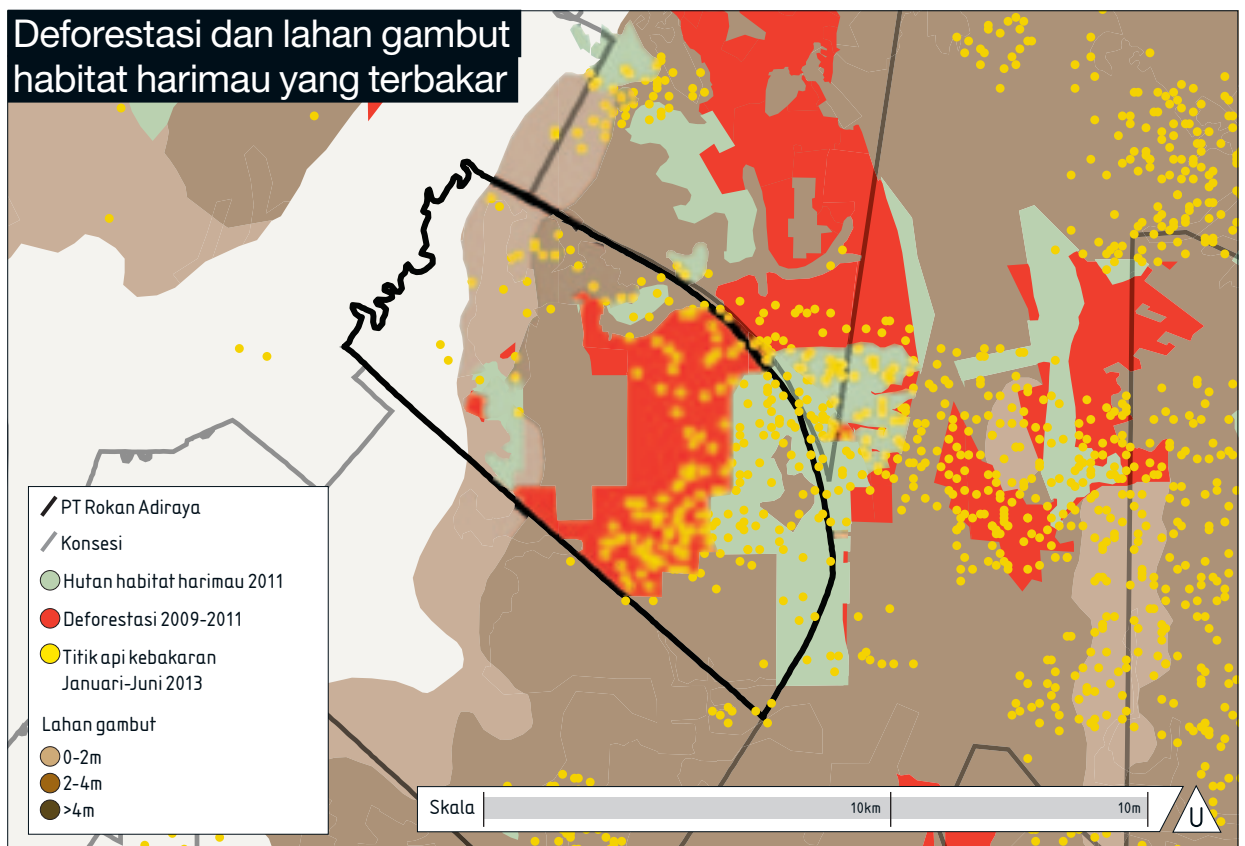 Deforestasi dan lahan gambut
habitat harimau yang terbakar
PT Rokan Adiraya
Konsesi
Hutan habitat harimau 2011
Deforestasi 2009-2011
Titik api kebakaran
Januari-Juni 2013
Lahan gambut
0-2m
2-4m
>4m
Skala
10km
10m
U